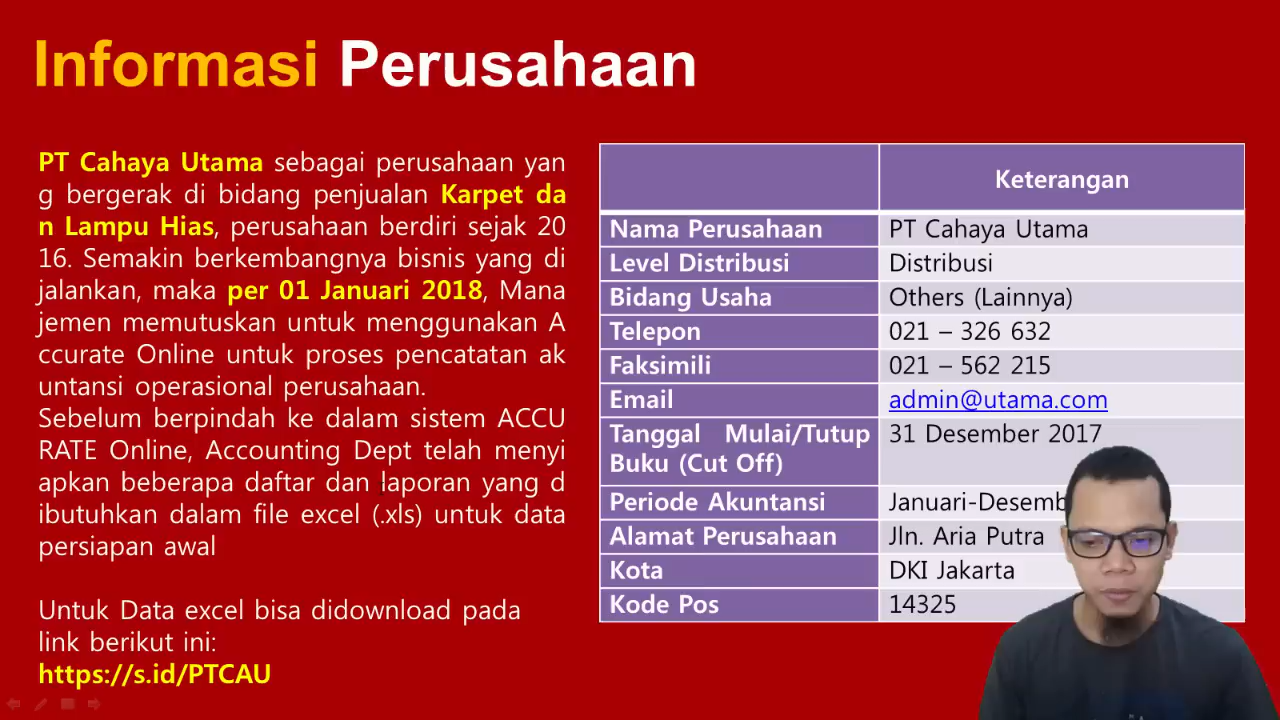 Informasi Perusahaan
PT Cahaya Utama sebagai perusahaan yan
g bergerak di bidang penjualan Karpet da
n Lampu Hias, perusahaan berdiri sejak 20
16. Semakin berkembangnya bisnis yang di
jalankan, maka per 01 Januari 2018, Mana
jemen memutuskan untuk menggunakan A
ccurate Online untuk proses pencatatan ak
untansi operasional perusahaan.
Sebelum berpindah ke dalam sistem ACCU
RATE Online, Accounting Dept telah menyi
apkan beberapa daftar dan laporan yang d
ibutuhkan dalam file excel (.xls) untuk data
persiapan awal
Untuk Data excel bisa didownload pada
link berikut ini:
https://s.id/PTCAU
Keterangan
Nama Perusahaan PT Cahaya Utama
Level Distribusi Distribusi
Bidang Usaha Others (Lainnya)
Telepon 021 – 326 632
Faksimili 021 – 562 215
Email admin@utama.com
Tanggal Mulai/Tutup 31 Desember 2017
Buku (Cut Off)
Periode Akuntansi Januari-Desemb
Alamat Perusahaan Jln. Aria Putra
Kota DKI Jakarta
Kode Pos 14325